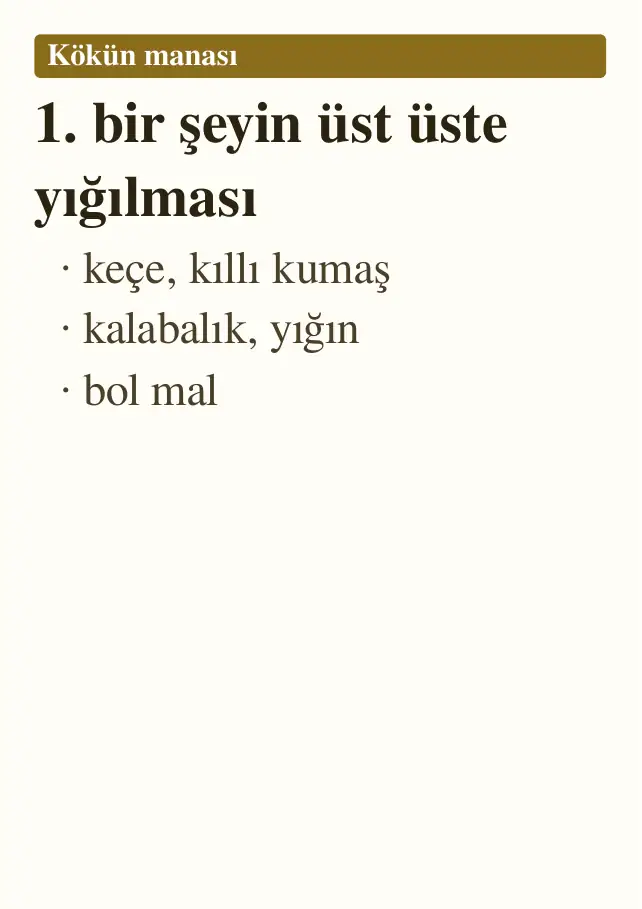 Kökün manası
1. bir şeyin üst üste
yığılması
· keçe, kıllı kumaş
· kalabalık, yığın
· bol mal